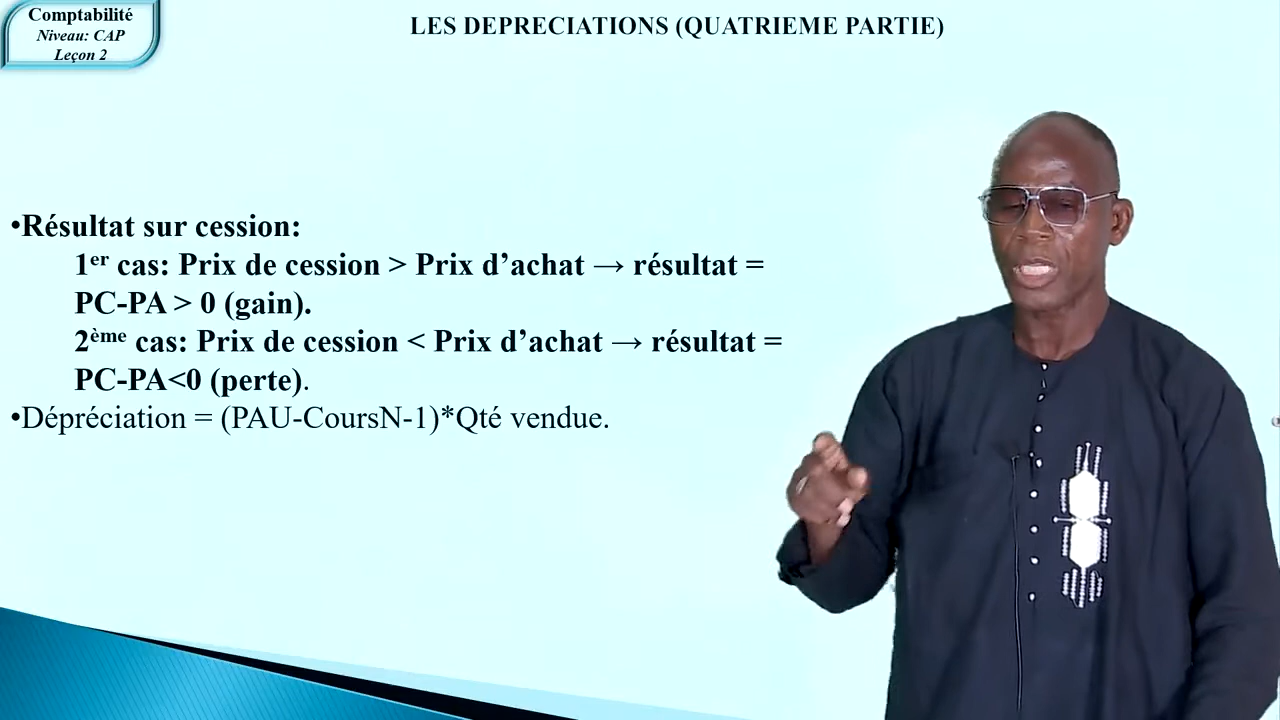 Comptabilité
Niveau: CAP
Leçon 2
LES DEPRECIATIONS (QUATRIEME PARTIE)
•Résultat sur cession:
1er cas: Prix de cession > Prix d’achat → résultat =
PC-PA > 0 (gain).
2ème cas: Prix de cession < Prix d’achat → résultat =
PC-PA<0 (perte).
•Dépréciation = (PAU-CoursN-1)*Qté vendue.